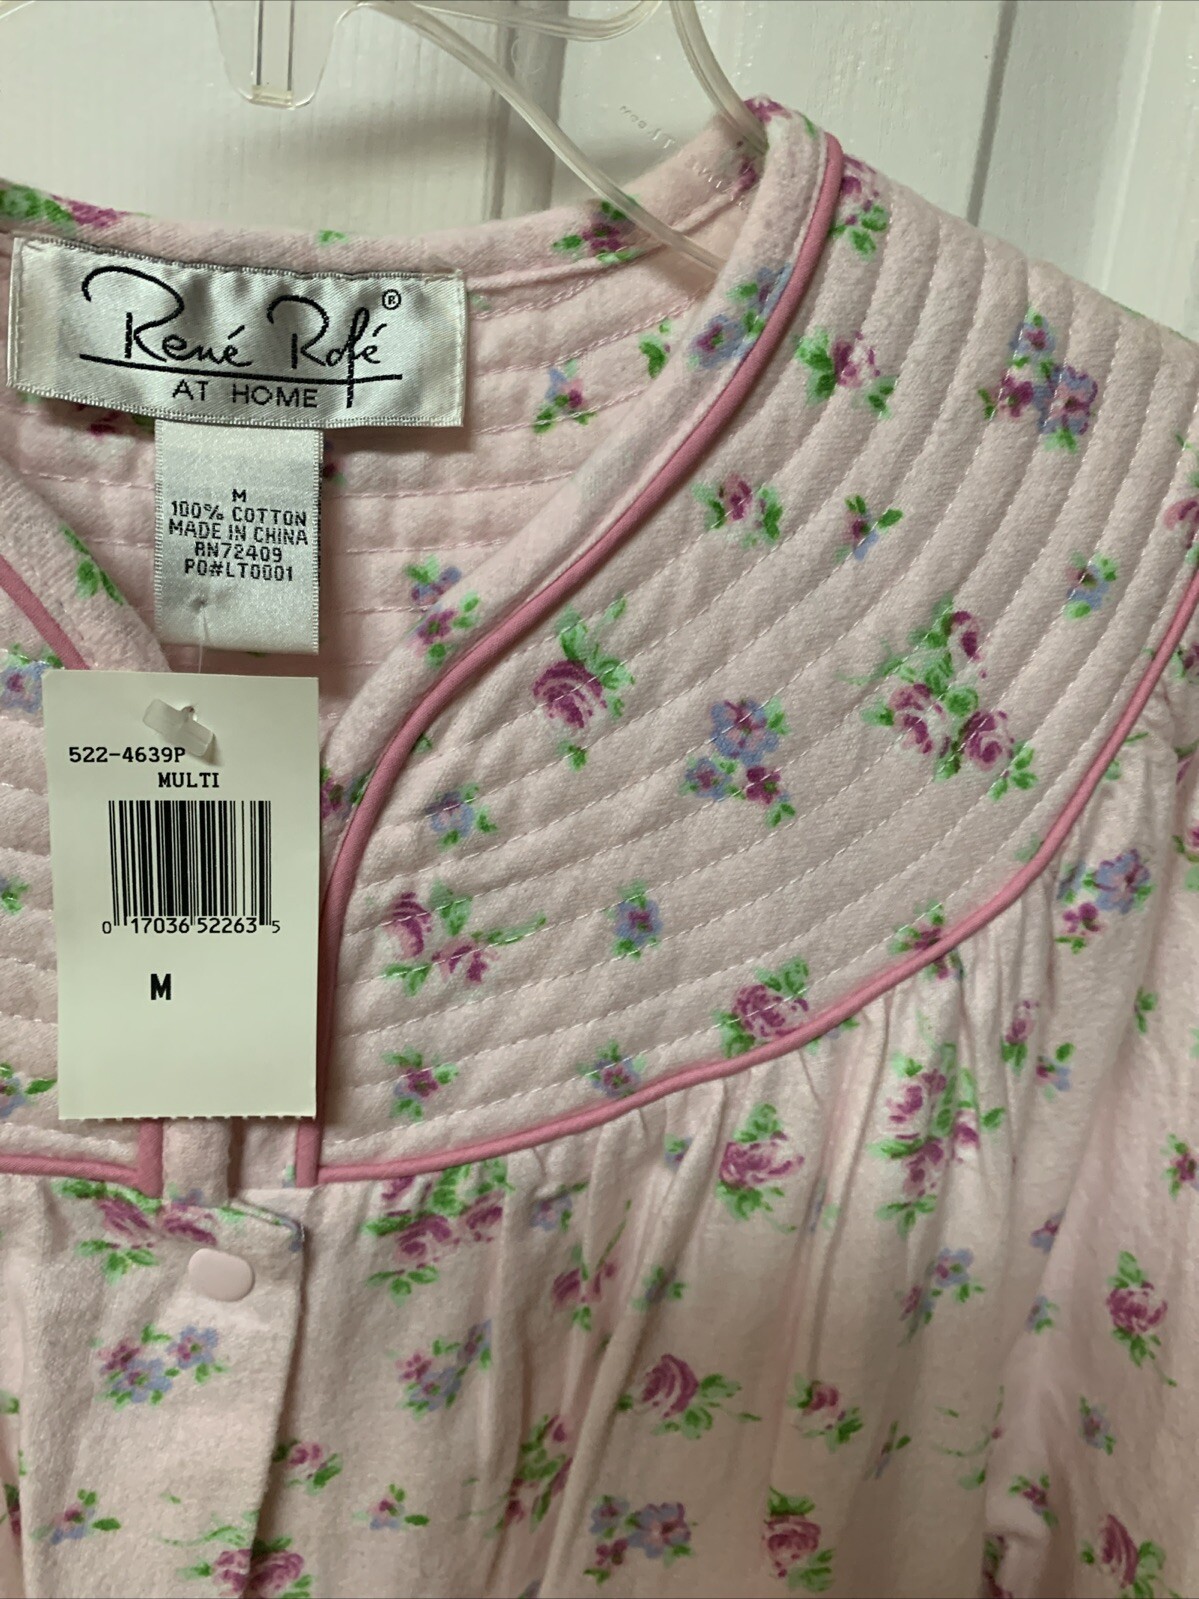 René Rofé®
AT HOME
M
100% COTTON
MADE IN CHINA
RN72409
PO#LT0001
522-4639P
MULTI
0 17036 52263 5
M